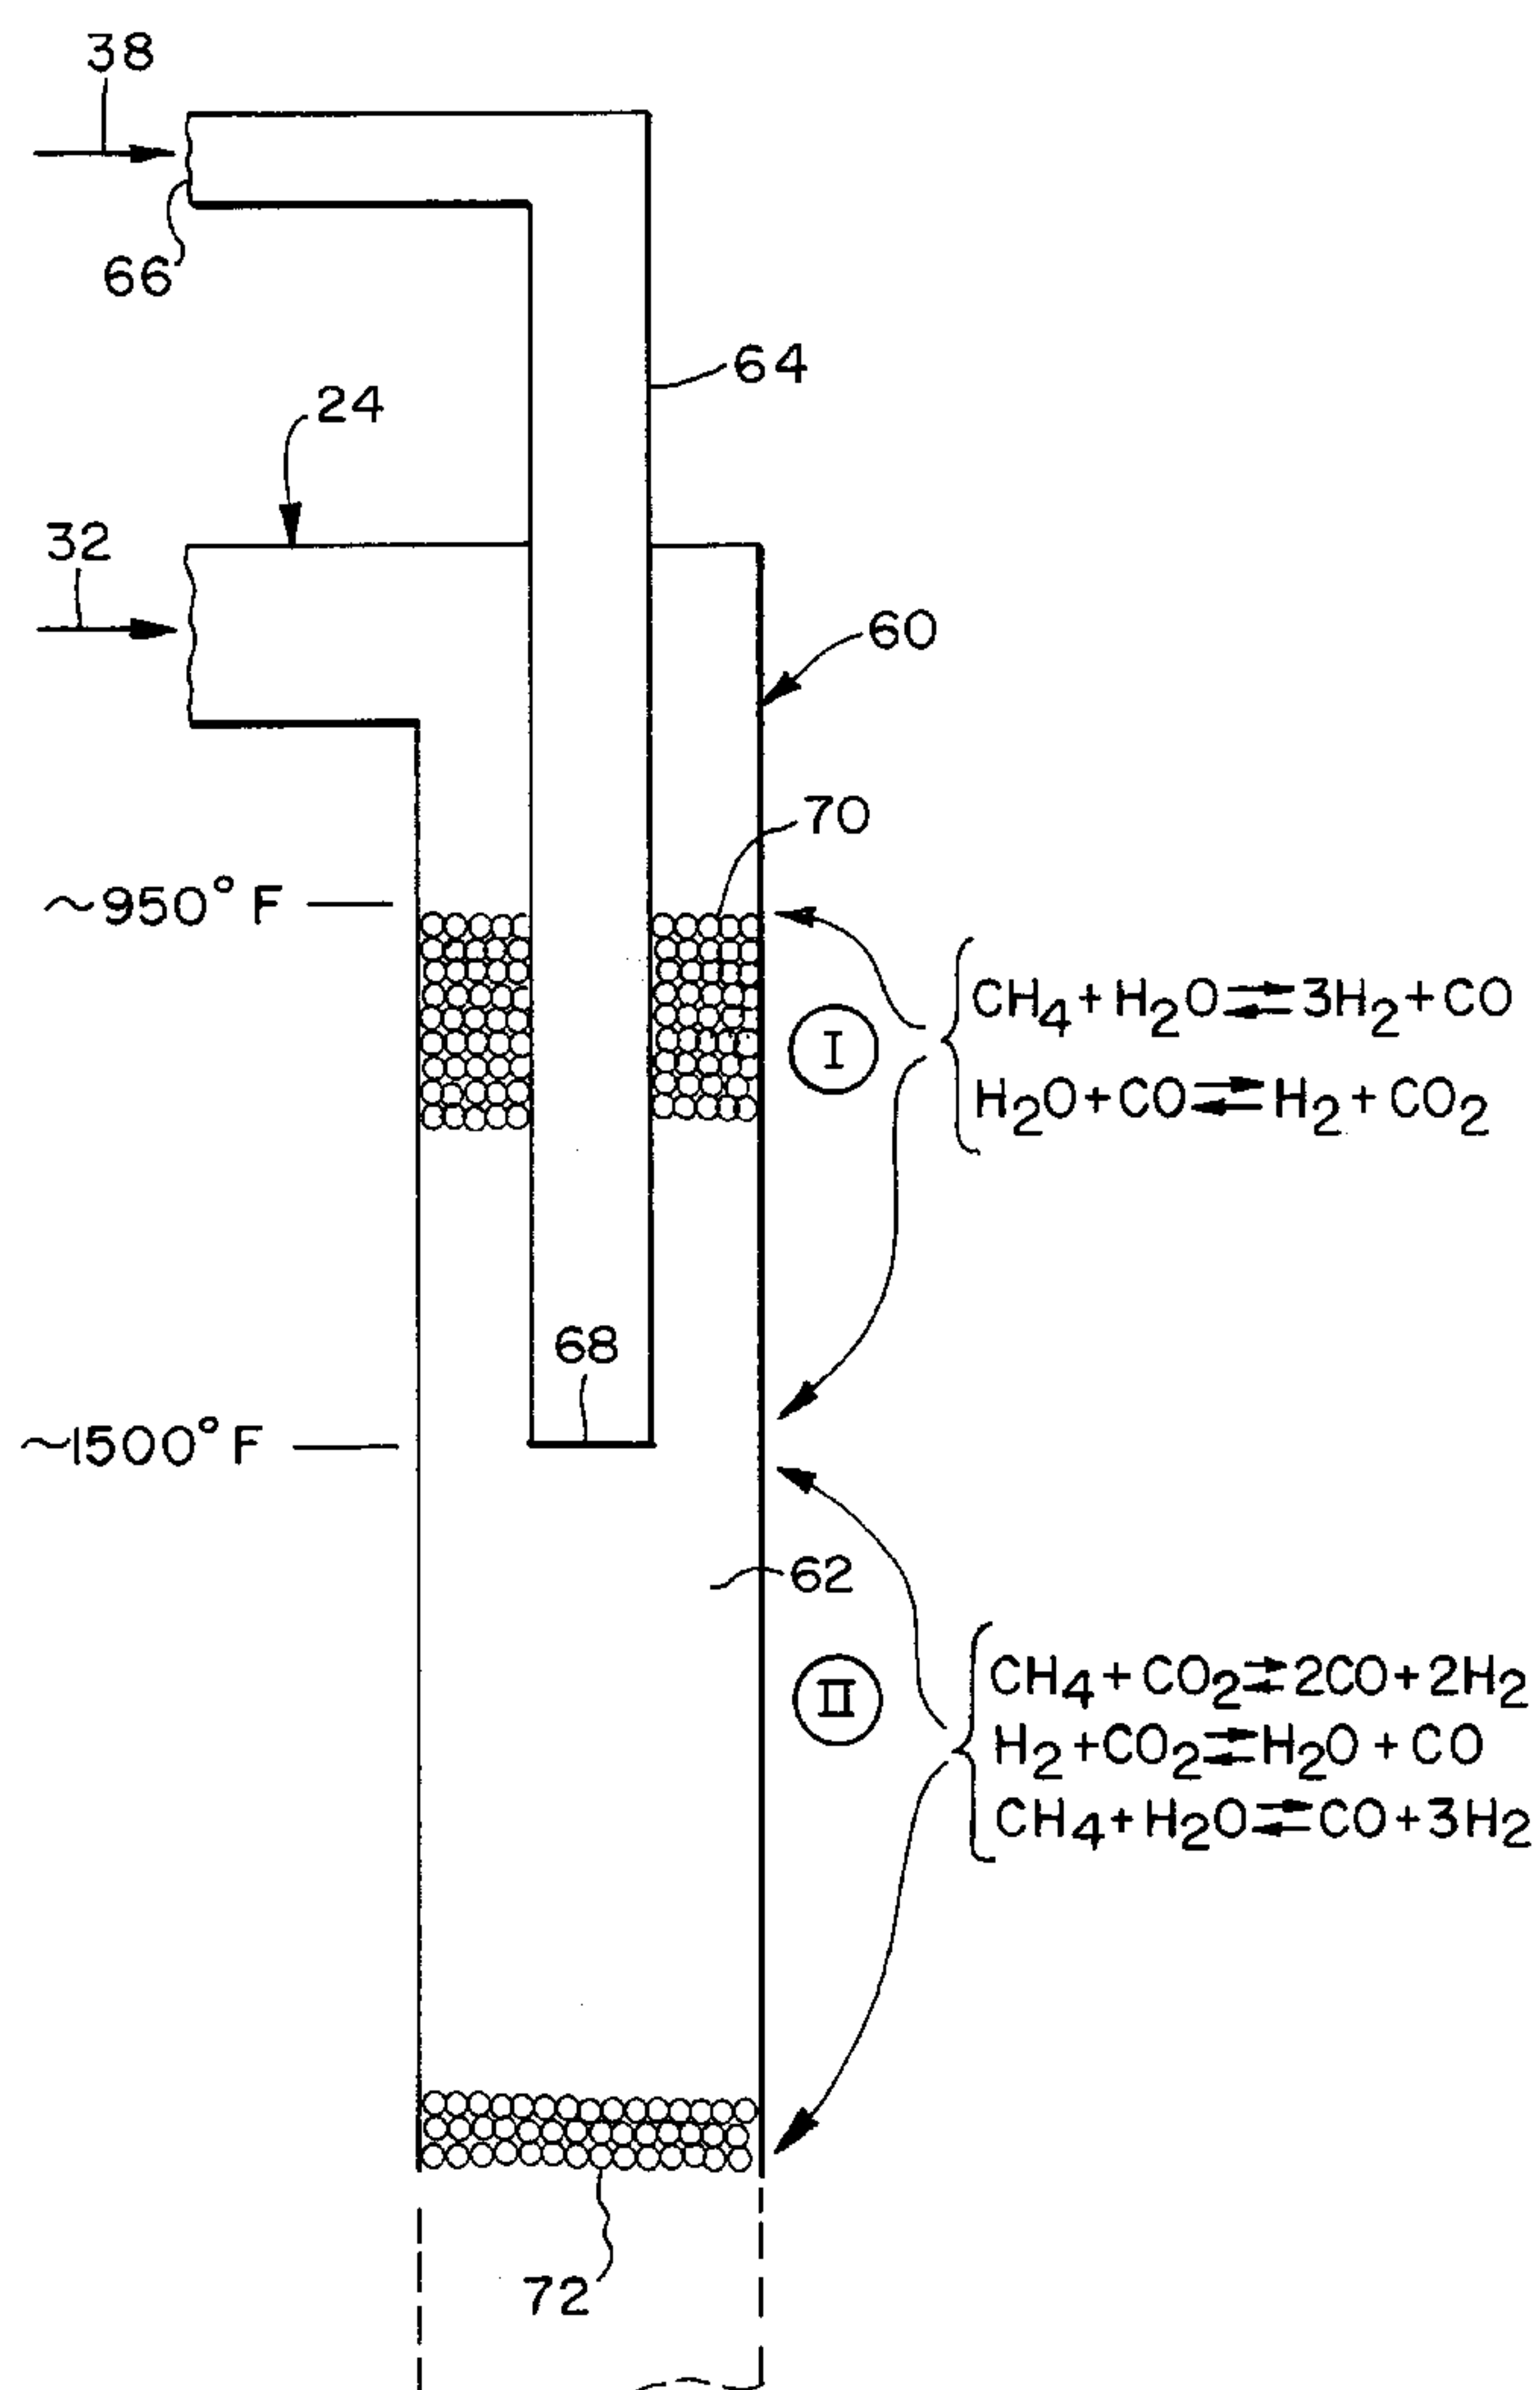 38
66
64
24
32
60
70
~950°F
CH₄+H₂O⇌3H₂+CO
I
H₂O+CO⇌H₂+CO₂
68
~1500°F
62
CH₄+CO₂⇌2CO+2H₂
II
H₂+CO₂⇌H₂O+CO
CH₄+H₂O⇌CO+3H₂
72